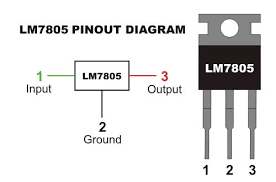 LM7805 PINOUT DIAGRAM
1 LM7805 3
Input Output
2
Ground
LM7805
1 2 3